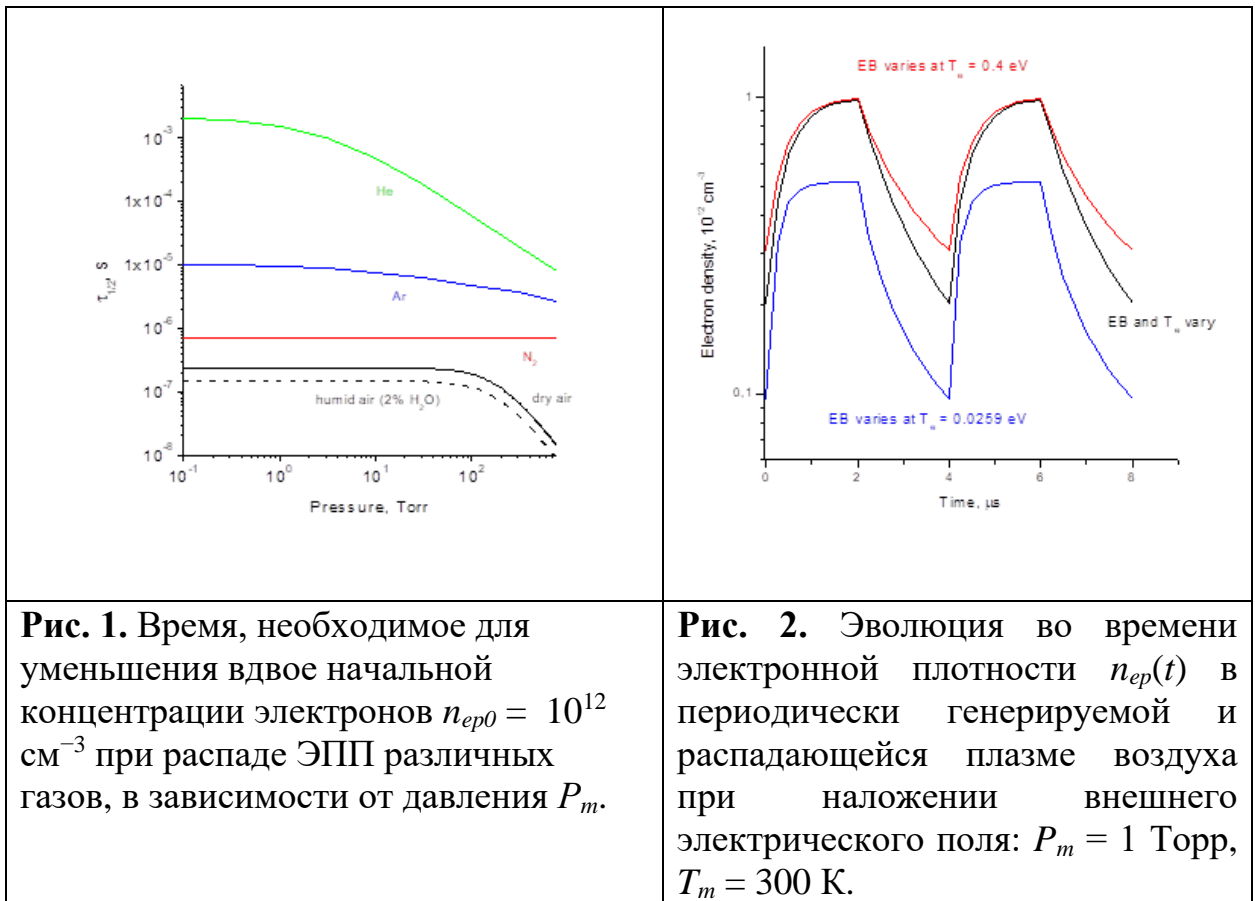 10⁻³
He
1x10⁻⁴
1x10⁻⁵
Ar
τ₁/₂, s
10⁻⁶
N₂
10⁻⁷
humid air (2% H₂O)
dry air
10⁻⁸
10⁻¹ 10⁰ 10¹ 10²
Pressure, Torr
EB varies at Tₑ = 0.4 eV
1
Electron density, 10⁻² cm⁻³
EB and Tₑ vary
0,1
EB varies at Tₑ = 0.0259 eV
0 2 4 6 8
Time, μs
Рис. 1. Время, необходимое для
уменьшения вдвое начальной
концентрации электронов nₑₚ₀ = 10¹²
см⁻³ при распаде ЭПП различных
газов, в зависимости от давления Pₘ.
Рис. 2. Эволюция во времени
электронной плотности nₑₚ(t) в
периодически генерируемой и
распадающейся плазме воздуха
при наложении внешнего
электрического поля: Pₘ = 1 Торр,
Tₘ = 300 К.